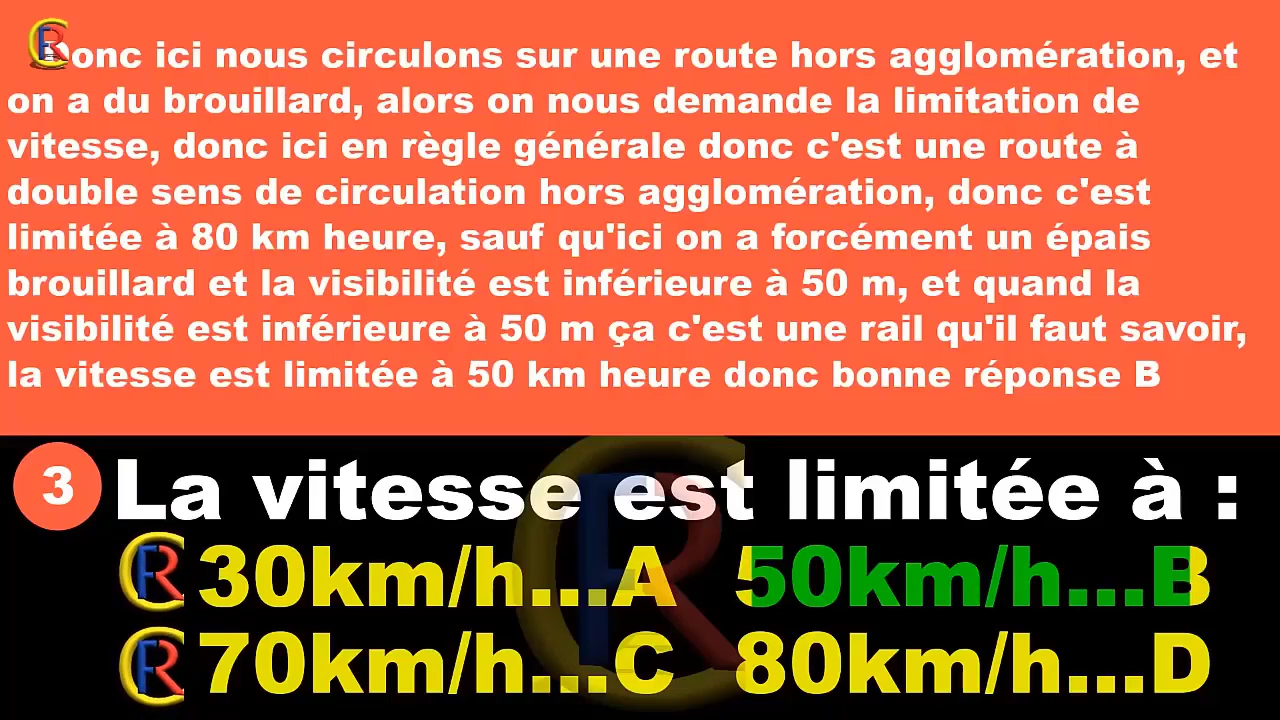 Donc ici nous circulons sur une route hors agglomération, et
on a du brouillard, alors on nous demande la limitation de
vitesse, donc ici en règle générale donc c'est une route à
double sens de circulation hors agglomération, donc c'est
limitée à 80 km heure, sauf qu'ici on a forcément un épais
brouillard et la visibilité est inférieure à 50 m, et quand la
visibilité est inférieure à 50 m ça c'est une rail qu'il faut savoir,
la vitesse est limitée à 50 km heure donc bonne réponse B
3 La vitesse est limitée à :
30km/h...A 50km/h...B
70km/h...C 80km/h...D